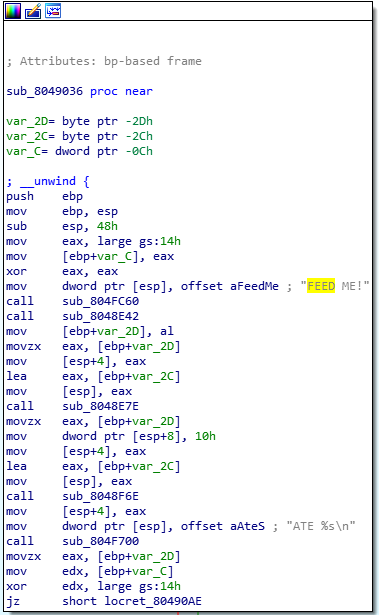 ; Attributes: bp-based frame
sub_8049036 proc near
var_2D= byte ptr -2Dh
var_2C= byte ptr -2Ch
var_C= dword ptr -0Ch
; __unwind {
push    ebp
mov     ebp, esp
sub     esp, 48h
mov     eax, large gs:14h
mov     [ebp+var_C], eax
xor     eax, eax
mov     dword ptr [esp], offset aFeedMe ; "FEED ME!"
call    sub_804FC60
call    sub_8048E42
mov     [ebp+var_2D], al
movzx   eax, [ebp+var_2D]
mov     [esp+4], eax
lea     eax, [ebp+var_2C]
mov     [esp], eax
call    sub_8048E7E
movzx   eax, [ebp+var_2D]
mov     dword ptr [esp+8], 10h
mov     [esp+4], eax
lea     eax, [ebp+var_2C]
mov     [esp], eax
call    sub_8048F6E
mov     [esp+4], eax
mov     dword ptr [esp], offset aAteS ; "ATE %s\n"
call    sub_804F700
movzx   eax, [ebp+var_2D]
mov     edx, [ebp+var_C]
xor     edx, large gs:14h
jz      short locret_80490AE